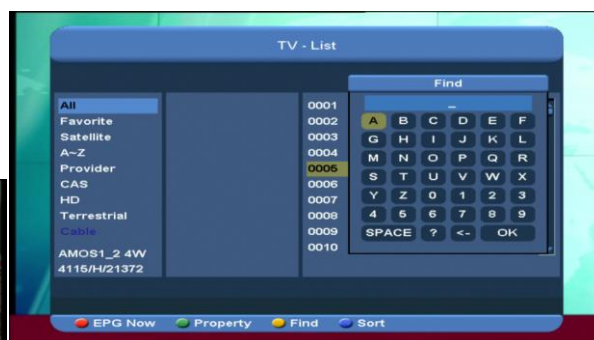 TV - List
Find
_
All
Favorite
Satellite
A~Z
Provider
CAS
HD
Terrestrial
Cable
AMOS1_2 4W
4115/H/21372
0001
0002
0003
0004
0005
0006
0007
0008
0009
0010
A B C D E F
G H I J K L
M N O P Q R
S T U V W X
Y Z 0 1 2 3
4 5 6 7 8 9
SPACE ? <- OK
EPG Now Property Find Sort